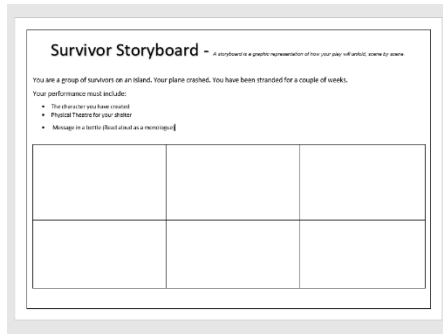 Survivor Storyboard - A storyboard is a graphic representation of how your play will unfold, scene by scene
You are a group of survivors on an island. Your plane crashed. You have been stranded for a couple of weeks.
Your performance must include:
• The character you have created
• Physical Theatre for your shelter
• Message in a bottle (Read aloud as a monologue)